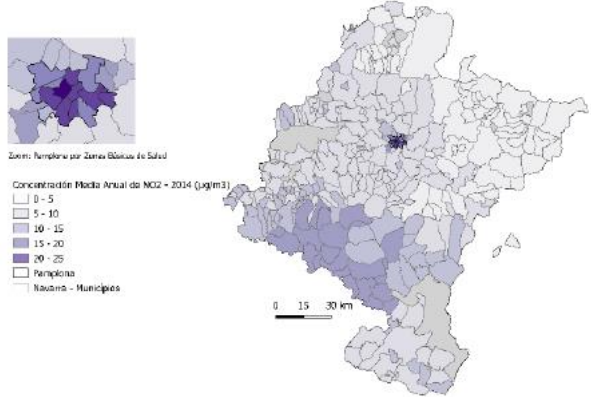 Zoom: Pamplona por Zonas Básicas de Salud
Concentración Media Anual de NO2 - 2014 (µg/m3)
0 - 5
5 - 10
10 - 15
15 - 20
20 - 25
Pamplona
Navarra - Municipios
0 15 30 km